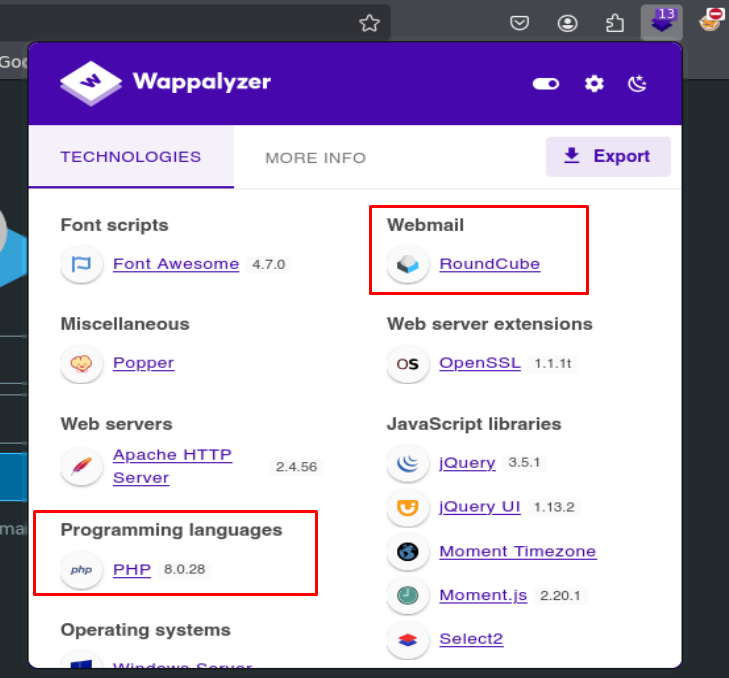 13
Goo
Wappalyzer
TECHNOLOGIES
MORE INFO
Export
Font scripts
Font Awesome 4.7.0
Miscellaneous
Popper
Web servers
Apache HTTP
Server
2.4.56
Programming languages
php PHP 8.0.28
Operating systems
Windows Server
Webmail
RoundCube
Web server extensions
OS OpenSSL 1.1.1t
JavaScript libraries
jQuery 3.5.1
jQuery UI 1.13.2
Moment Timezone
Moment.js 2.20.1
Select2